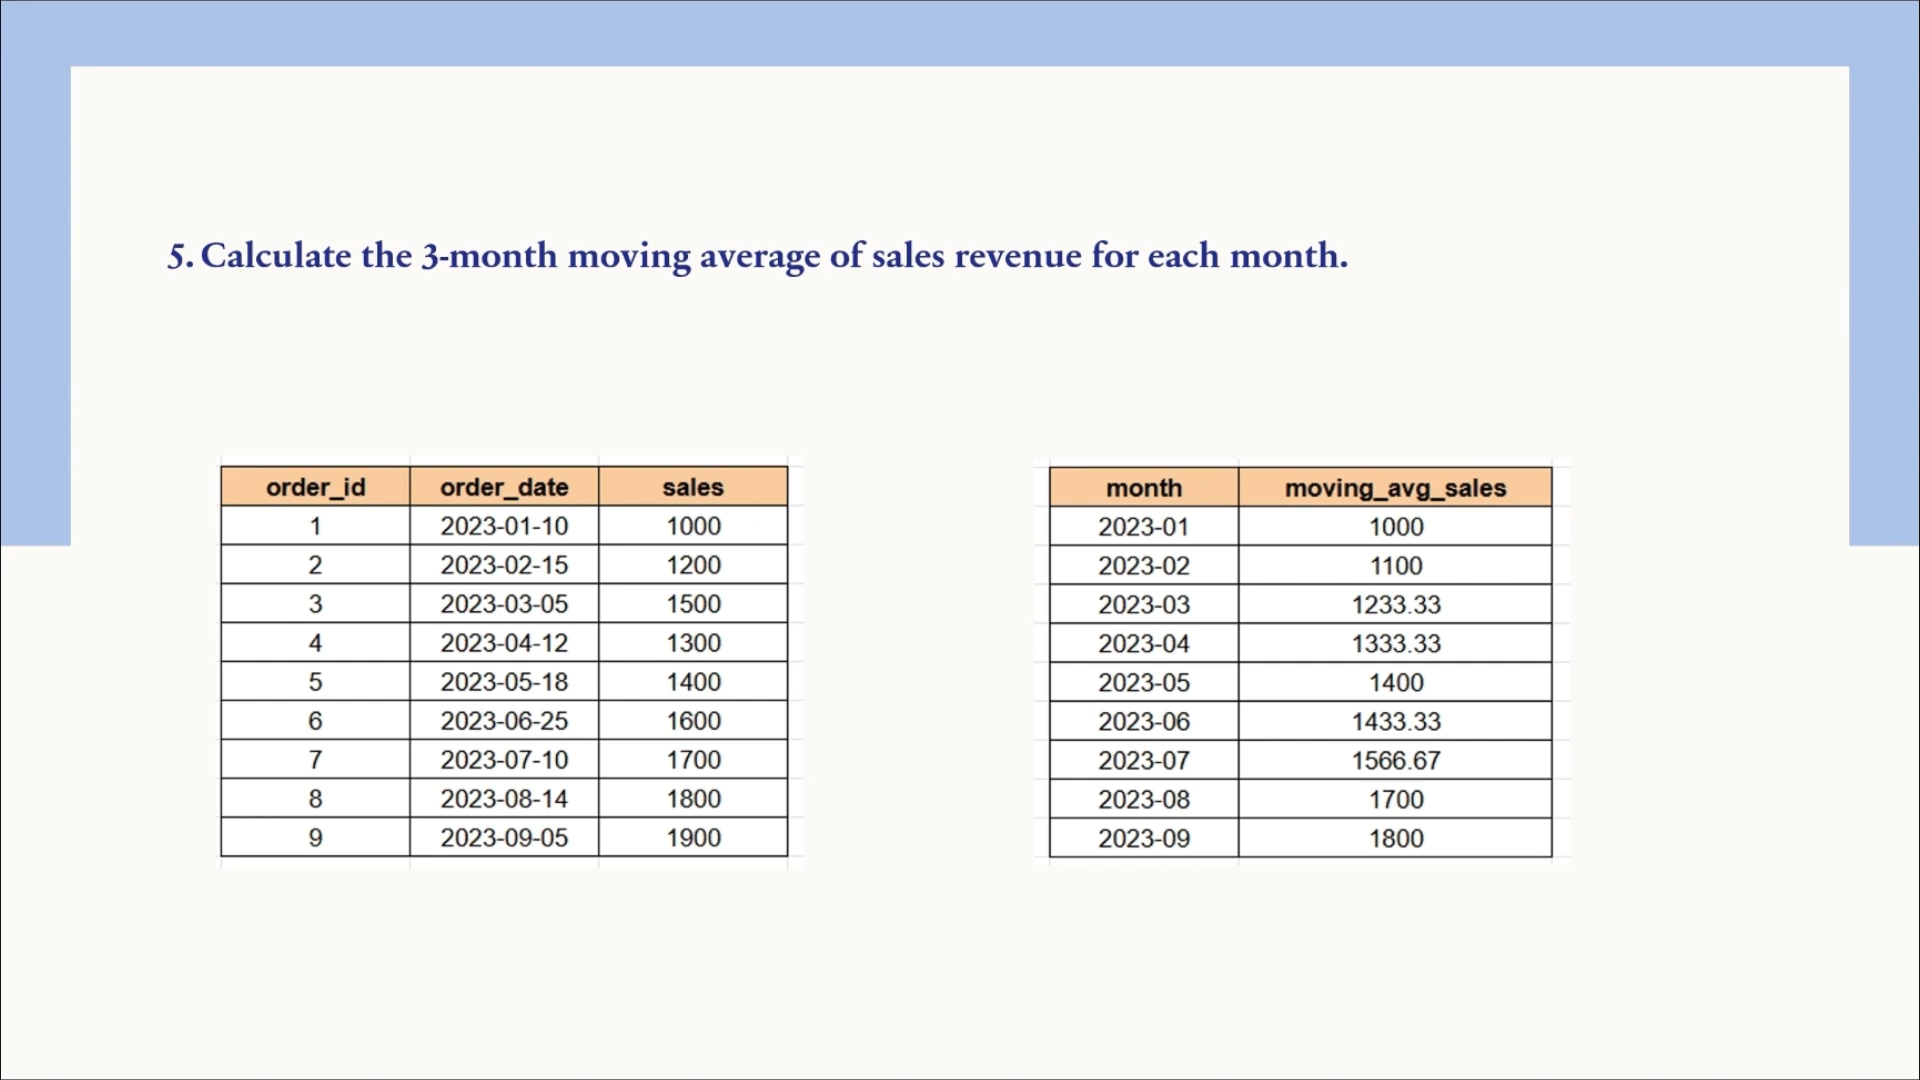 5. Calculate the 3-month moving average of sales revenue for each month.
order_id order_date sales
1 2023-01-10 1000
2 2023-02-15 1200
3 2023-03-05 1500
4 2023-04-12 1300
5 2023-05-18 1400
6 2023-06-25 1600
7 2023-07-10 1700
8 2023-08-14 1800
9 2023-09-05 1900
month moving_avg_sales
2023-01 1000
2023-02 1100
2023-03 1233.33
2023-04 1333.33
2023-05 1400
2023-06 1433.33
2023-07 1566.67
2023-08 1700
2023-09 1800